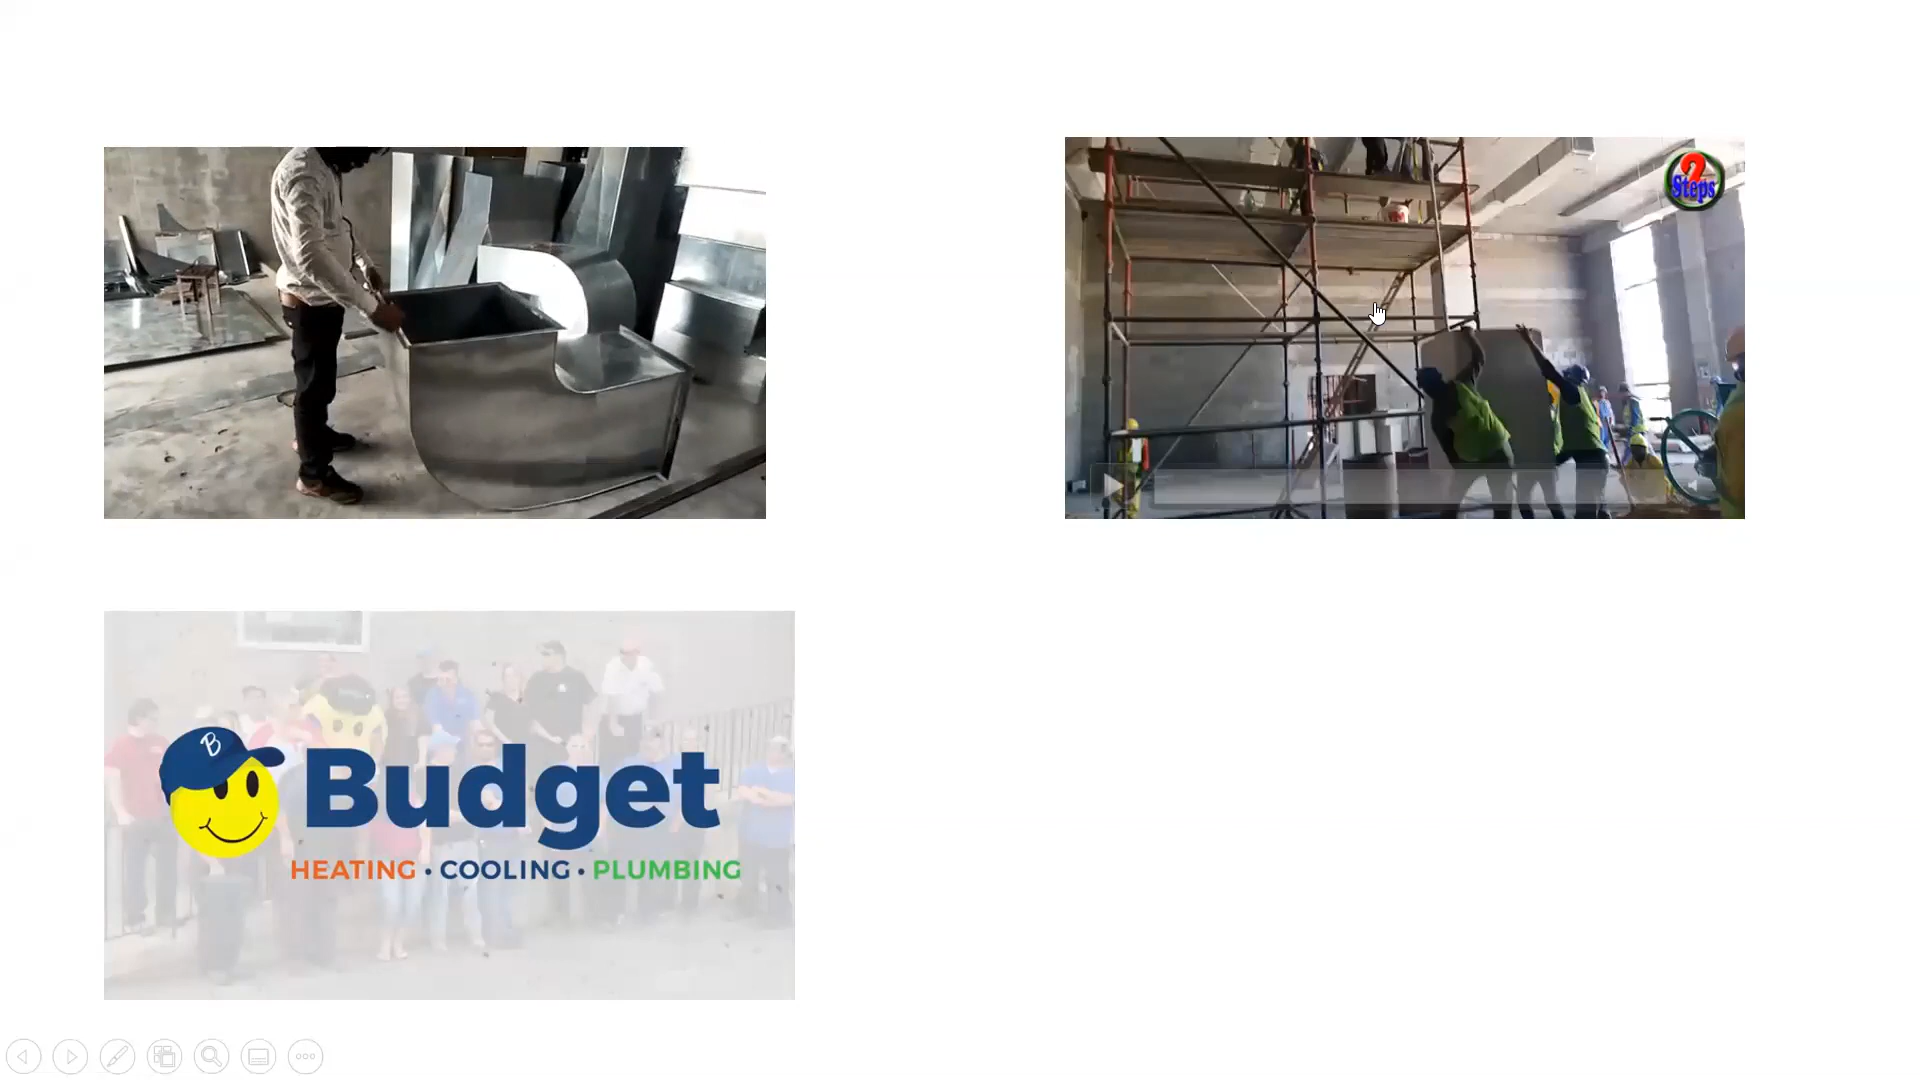 2
Steps
B
Budget
HEATING • COOLING • PLUMBING